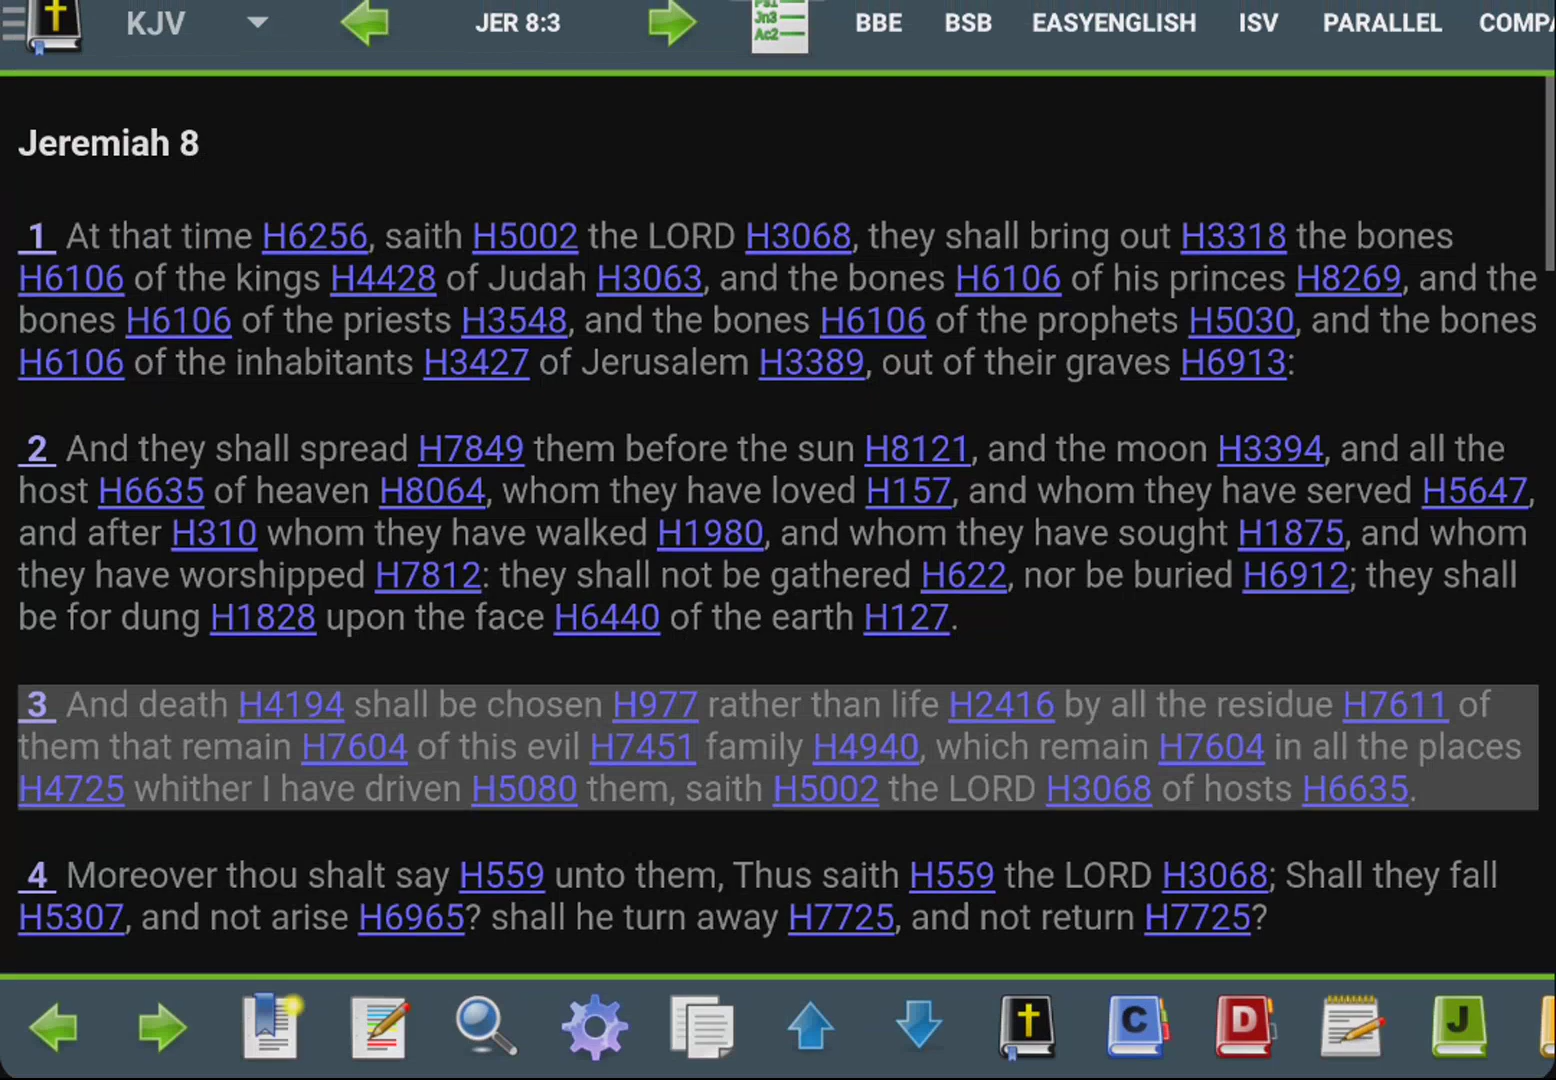 KJV JER 8:3 Ps1 Jn3 Ac2 BBE BSB EASYENGLISH ISV PARALLEL COMPA
Jeremiah 8
1 At that time H6256, saith H5002 the LORD H3068, they shall bring out H3318 the bones
H6106 of the kings H4428 of Judah H3063, and the bones H6106 of his princes H8269, and the
bones H6106 of the priests H3548, and the bones H6106 of the prophets H5030, and the bones
H6106 of the inhabitants H3427 of Jerusalem H3389, out of their graves H6913:
2 And they shall spread H7849 them before the sun H8121, and the moon H3394, and all the
host H6635 of heaven H8064, whom they have loved H157, and whom they have served H5647,
and after H310 whom they have walked H1980, and whom they have sought H1875, and whom
they have worshipped H7812: they shall not be gathered H622, nor be buried H6912; they shall
be for dung H1828 upon the face H6440 of the earth H127.
3 And death H4194 shall be chosen H977 rather than life H2416 by all the residue H7611 of
them that remain H7604 of this evil H7451 family H4940, which remain H7604 in all the places
H4725 whither I have driven H5080 them, saith H5002 the LORD H3068 of hosts H6635.
4 Moreover thou shalt say H559 unto them, Thus saith H559 the LORD H3068; Shall they fall
H5307, and not arise H6965? shall he turn away H7725, and not return H7725?
C D J